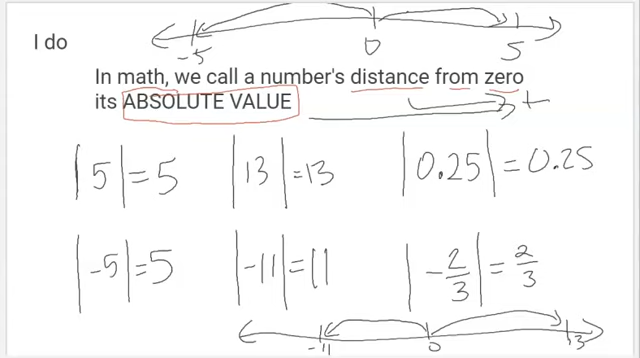 I do
-5 0 5
In math, we call a number's distance from zero
its ABSOLUTE VALUE
+
|5|=5 |13|=13 |0.25|=0.25
|-5|=5 |-11|=11 |-2/3|=2/3
-11 0 13